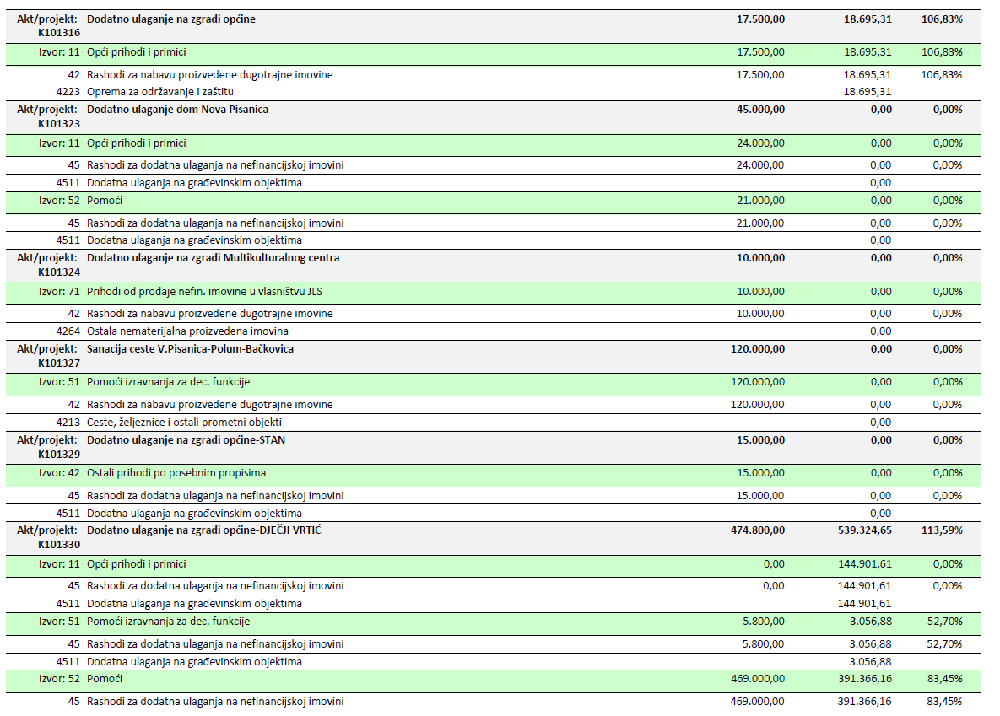 Akt/projekt: Dodatno ulaganje na zgradi općine 17.500,00 18.695,31 106,83%
K101316
Izvor: 11 Opći prihodi i primici 17.500,00 18.695,31 106,83%
42 Rashodi za nabavu proizvedene dugotrajne imovine 17.500,00 18.695,31 106,83%
4223 Oprema za održavanje i zaštitu 18.695,31
Akt/projekt: Dodatno ulaganje dom Nova Pisanica 45.000,00 0,00 0,00%
K101323
Izvor: 11 Opći prihodi i primici 24.000,00 0,00 0,00%
45 Rashodi za dodatna ulaganja na nefinancijskoj imovini 24.000,00 0,00 0,00%
4511 Dodatna ulaganja na građevinskim objektima 0,00
Izvor: 52 Pomoći 21.000,00 0,00 0,00%
45 Rashodi za dodatna ulaganja na nefinancijskoj imovini 21.000,00 0,00 0,00%
4511 Dodatna ulaganja na građevinskim objektima 0,00
Akt/projekt: Dodatno ulaganje na zgradi Multikulturalnog centra 10.000,00 0,00 0,00%
K101324
Izvor: 71 Prihodi od prodaje nefin. imovine u vlasništvu JLS 10.000,00 0,00 0,00%
42 Rashodi za nabavu proizvedene dugotrajne imovine 10.000,00 0,00 0,00%
4264 Ostala nematerijalna proizvedena imovina 0,00
Akt/projekt: Sanacija ceste V.Pisanica-Polum-Bačkovica 120.000,00 0,00 0,00%
K101327
Izvor: 51 Pomoći izravnanja za dec. funkcije 120.000,00 0,00 0,00%
42 Rashodi za nabavu proizvedene dugotrajne imovine 120.000,00 0,00 0,00%
4213 Ceste, željeznice i ostali prometni objekti 0,00
Akt/projekt: Dodatno ulaganje na zgradi općine-STAN 15.000,00 0,00 0,00%
K101329
Izvor: 42 Ostali prihodi po posebnim propisima 15.000,00 0,00 0,00%
45 Rashodi za dodatna ulaganja na nefinancijskoj imovini 15.000,00 0,00 0,00%
4511 Dodatna ulaganja na građevinskim objektima 0,00
Akt/projekt: Dodatno ulaganje na zgradi općine-DJEČJI VRTIĆ 474.800,00 539.324,65 113,59%
K101330
Izvor: 11 Opći prihodi i primici 0,00 144.901,61 0,00%
45 Rashodi za dodatna ulaganja na nefinancijskoj imovini 0,00 144.901,61 0,00%
4511 Dodatna ulaganja na građevinskim objektima 144.901,61
Izvor: 51 Pomoći izravnanja za dec. funkcije 5.800,00 3.056,88 52,70%
45 Rashodi za dodatna ulaganja na nefinancijskoj imovini 5.800,00 3.056,88 52,70%
4511 Dodatna ulaganja na građevinskim objektima 3.056,88
Izvor: 52 Pomoći 469.000,00 391.366,16 83,45%
45 Rashodi za dodatna ulaganja na nefinancijskoj imovini 469.000,00 391.366,16 83,45%